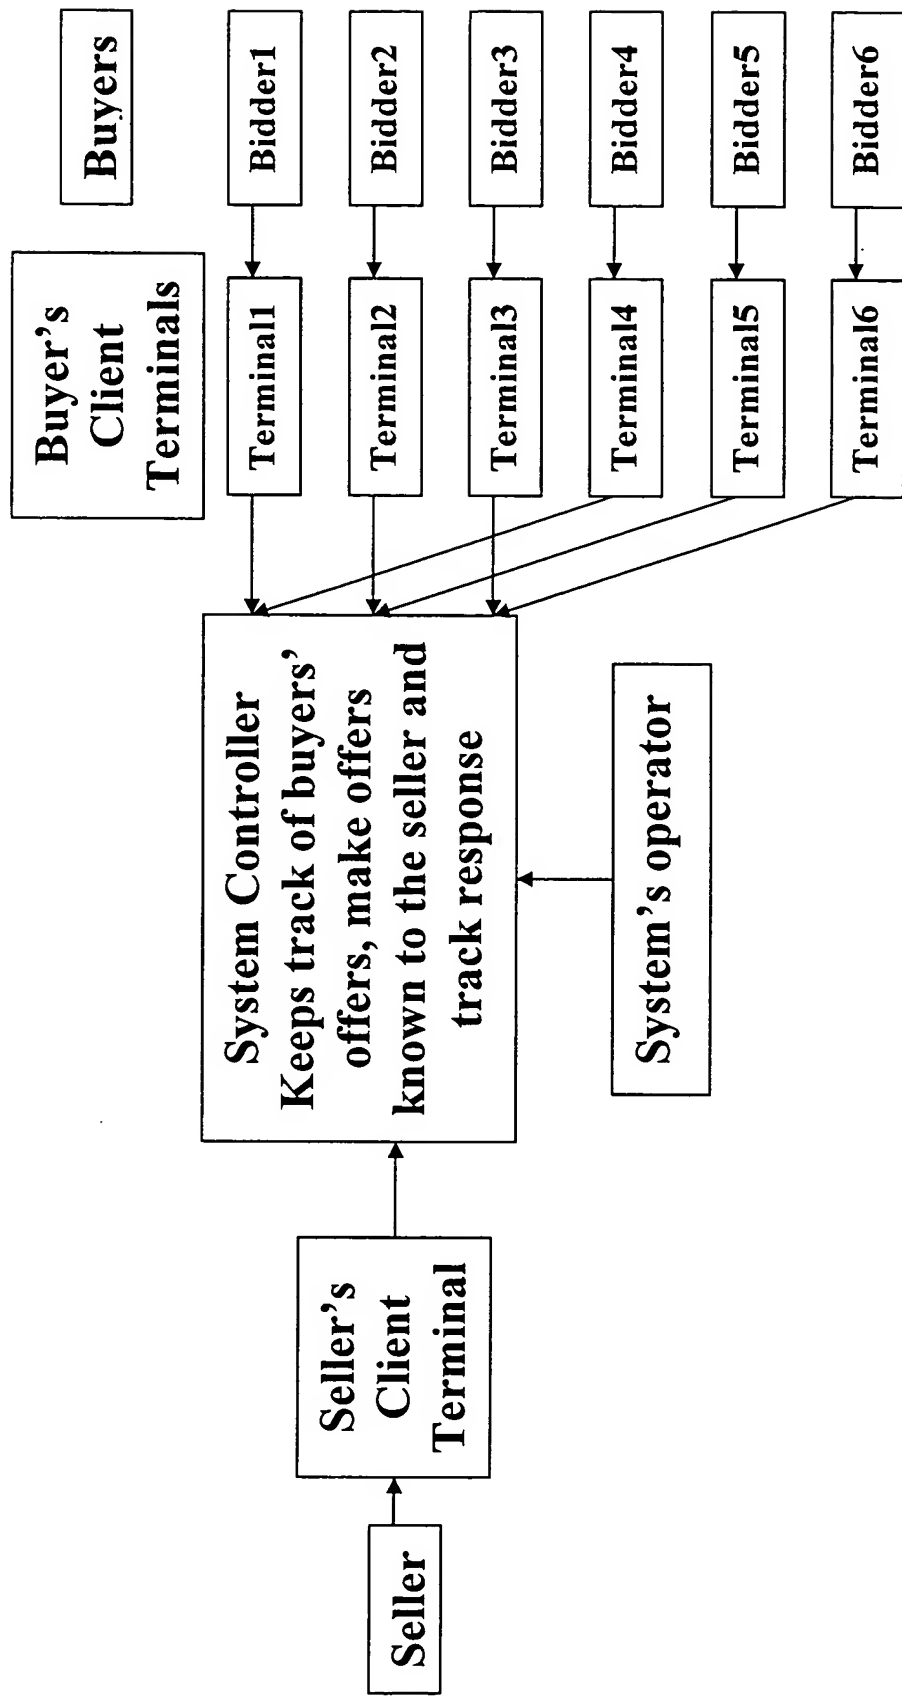 Buyer's
Client
Terminals
Buyers
Terminal1
Bidder1
Terminal2
Bidder2
Terminal3
Bidder3
Terminal4
Bidder4
Terminal5
Bidder5
Terminal6
Bidder6
System Controller
Keeps track of buyers'
offers, make offers
known to the seller and
track response
System's operator
Seller's
Client
Terminal
Seller